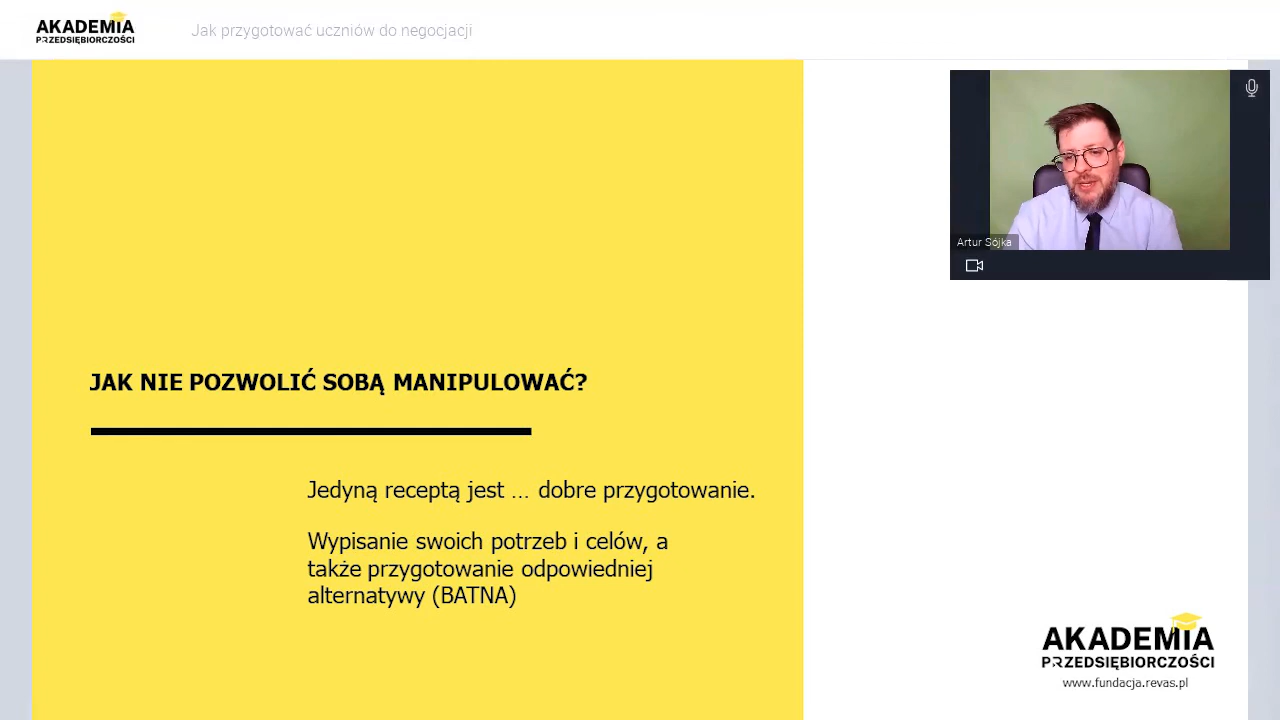 AKADEMIA
PRZEDSIĘBIORCZOŚCI
Jak przygotować uczniów do negocjacji
Artur Sójka
JAK NIE POZWOLIĆ SOBĄ MANIPULOWAĆ?
Jedyną receptą jest … dobre przygotowanie.
Wypisanie swoich potrzeb i celów, a
także przygotowanie odpowiedniej
alternatywy (BATNA)
AKADEMIA
PRZEDSIĘBIORCZOŚCI
www.fundacja.revas.pl